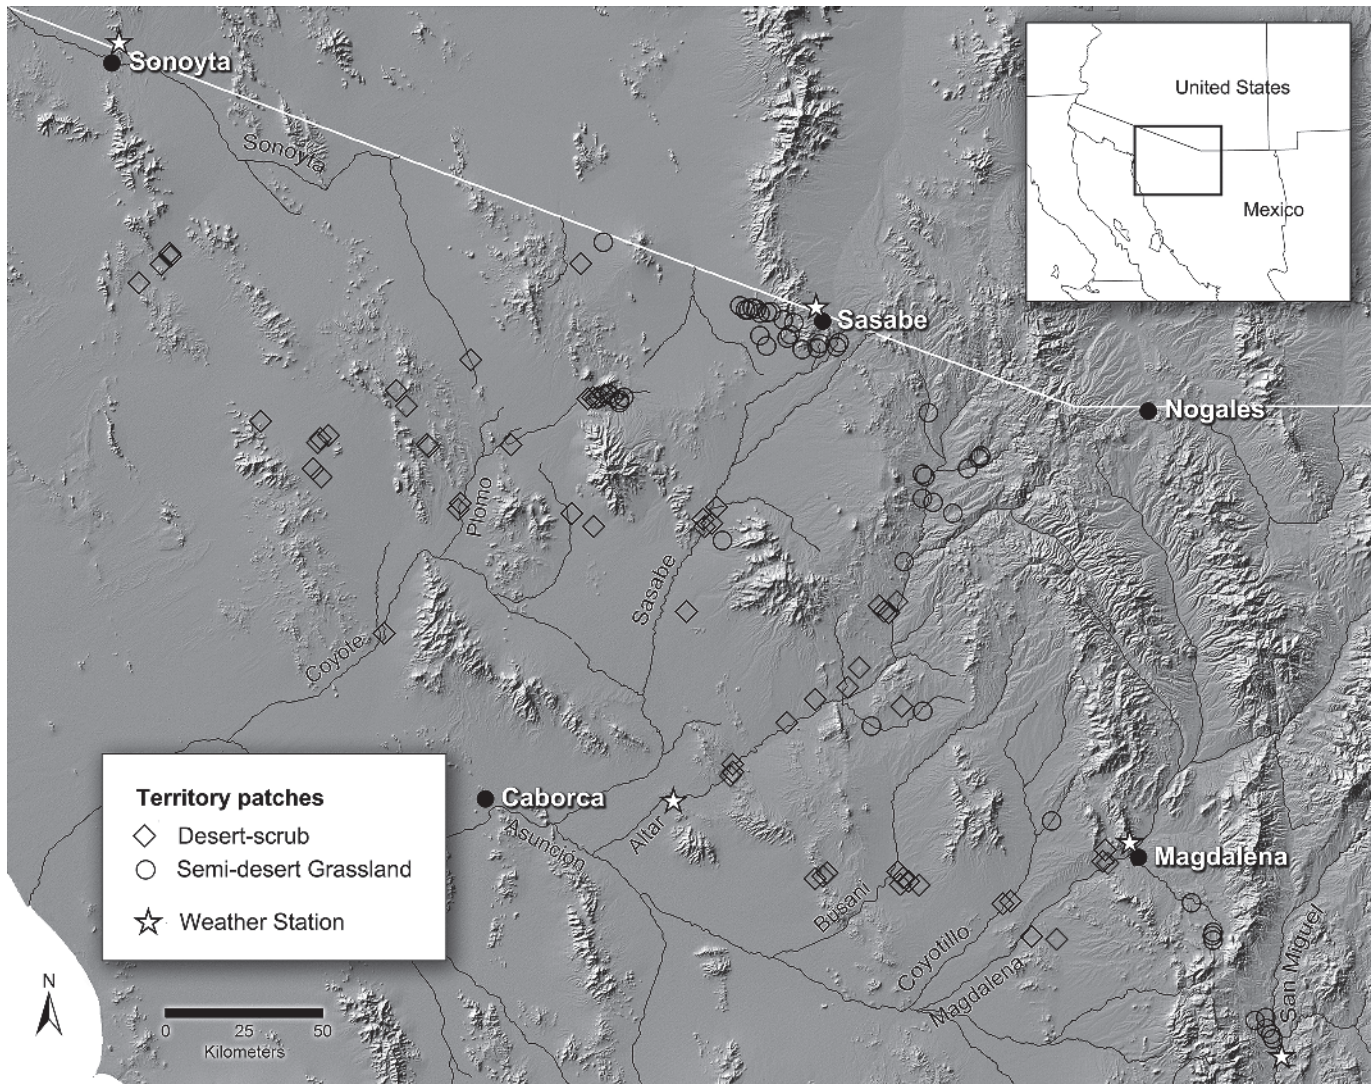 Sonoyta
United States
Sonoyta
Mexico
Sasabe
Nogales
Plomo
Sasabe
Coyote
Territory patches
Desert-scrub
Semi-desert Grassland
Weather Station
Caborca
Asunción
Altar
Magdalena
Busani
Coyotillo
San Miguel
Magdalena
N
0 25 50
Kilometers